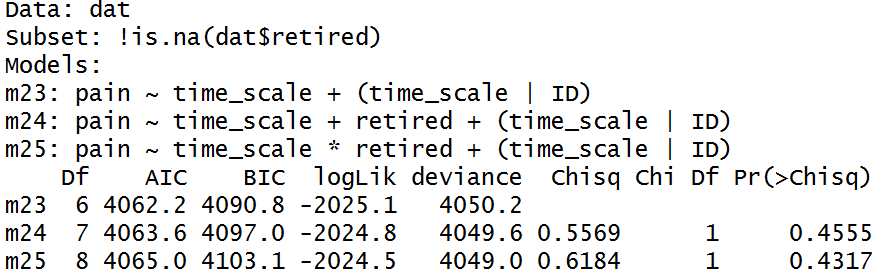 Data: dat
Subset: !is.na(dat$retired)
Models:
m23: pain ~ time_scale + (time_scale | ID)
m24: pain ~ time_scale + retired + (time_scale | ID)
m25: pain ~ time_scale * retired + (time_scale | ID)
    Df    AIC    BIC  logLik deviance  Chisq Chi Df Pr(>Chisq)
m23  6 4062.2 4090.8 -2025.1   4050.2
m24  7 4063.6 4097.0 -2024.8   4049.6 0.5569      1     0.4555
m25  8 4065.0 4103.1 -2024.5   4049.0 0.6184      1     0.4317